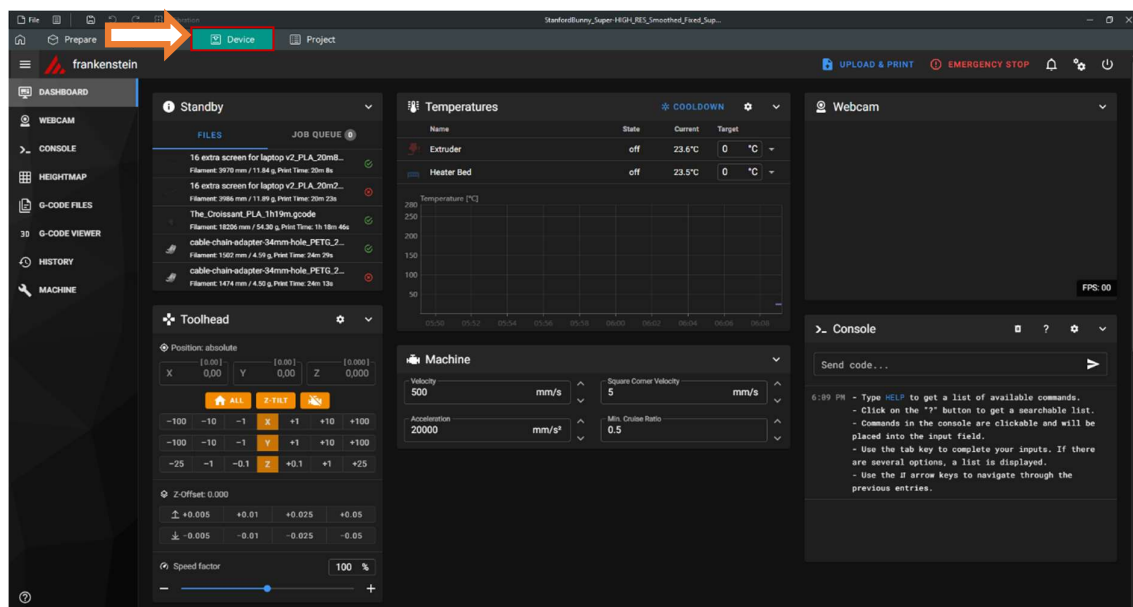 File
StanfordBunny_Super-HIGH_RES_Smoothed_Fixed_Sup...
Prepare
Device
Project
frankenstein
UPLOAD & PRINT
EMERGENCY STOP
DASHBOARD
WEBCAM
CONSOLE
HEIGHTMAP
G-CODE FILES
30 G-CODE VIEWER
HISTORY
MACHINE
Standby
FILES
JOB QUEUE 0
16 extra screen for laptop v2_PLA_20m8...
Filament: 3970 mm / 11.84 g, Print Time: 20m 8s
16 extra screen for laptop v2_PLA_20m2...
Filament: 3986 mm / 11.89 g, Print Time: 20m 23s
The_Croissant_PLA_1h19m.gcode
Filament: 18206 mm / 54.30 g, Print Time: 1h 18m 46s
cable-chain-adapter-34mm-hole_PETG_2...
Filament: 1502 mm / 4.59 g, Print Time: 24m 29s
cable-chain-adapter-34mm-hole_PETG_2...
Filament: 1474 mm / 4.50 g, Print Time: 24m 13s
Toolhead
Position: absolute
[0.00] [0.00] [0.000]
X 0,00 Y 0,00 Z 0,000
ALL Z-TILT
-100 -10 -1 X +1 +10 +100
-100 -10 -1 Y +1 +10 +100
-25 -1 -0.1 Z +0.1 +1 +25
Z-Offset: 0.000
+0.005 +0.01 +0.025 +0.05
-0.005 -0.01 -0.025 -0.05
Speed factor 100 %
Temperatures
COOLDOWN
Name State Current Target
Extruder off 23.6°C 0 °C
Heater Bed off 23.5°C 0 °C
Temperature [°C]
280
250
200
150
100
50
05:50 05:52 05:54 05:56 05:58 06:00 06:02 06:04 06:06 06:08
Machine
Velocity
500 mm/s
Square Corner Velocity
5 mm/s
Acceleration
20000 mm/s²
Min. Cruise Ratio
0.5
Webcam
FPS: 00
Console
Send code...
6:09 PM - Type HELP to get a list of available commands.
- Click on the "?" button to get a searchable list.
- Commands in the console are clickable and will be
placed into the input field.
- Use the tab key to complete your inputs. If there
are several options, a list is displayed.
- Use the ⇵ arrow keys to navigate through the
previous entries.